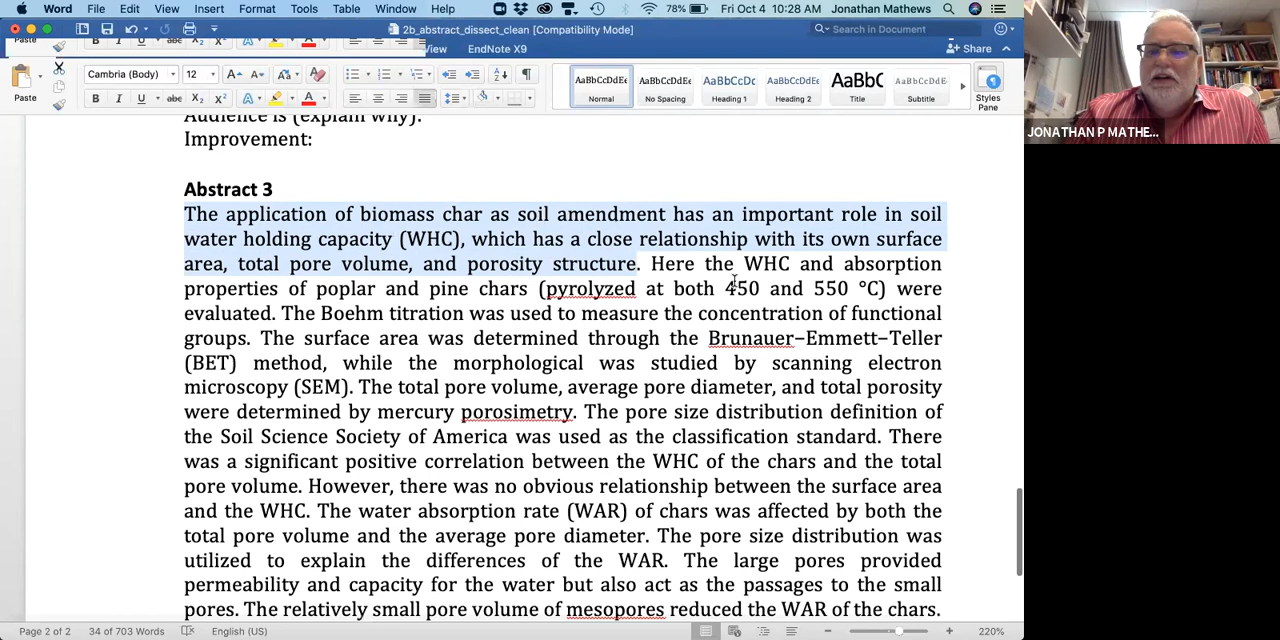 Word File Edit View Insert Format Tools Table Window Help 78% Fri Oct 4 10:28 AM Jonathan Mathews
2b_abstract_dissect_clean [Compatibility Mode] Search in Document
View EndNote X9 Share
Paste
Cambria (Body) 12
Paste
AaBbCcDdEe AaBbCcDdEe AaBbCcDc AaBbCcDdEe AaBbC AaBbCcDdEe
Normal No Spacing Heading 1 Heading 2 Title Subtitle Styles Pane
JONATHAN P MATHE...
Audience is (explain why):
Improvement:
Abstract 3
The application of biomass char as soil amendment has an important role in soil
water holding capacity (WHC), which has a close relationship with its own surface
area, total pore volume, and porosity structure. Here the WHC and absorption
properties of poplar and pine chars (pyrolyzed at both 450 and 550 °C) were
evaluated. The Boehm titration was used to measure the concentration of functional
groups. The surface area was determined through the Brunauer−Emmett−Teller
(BET) method, while the morphological was studied by scanning electron
microscopy (SEM). The total pore volume, average pore diameter, and total porosity
were determined by mercury porosimetry. The pore size distribution definition of
the Soil Science Society of America was used as the classification standard. There
was a significant positive correlation between the WHC of the chars and the total
pore volume. However, there was no obvious relationship between the surface area
and the WHC. The water absorption rate (WAR) of chars was affected by both the
total pore volume and the average pore diameter. The pore size distribution was
utilized to explain the differences of the WAR. The large pores provided
permeability and capacity for the water but also act as the passages to the small
pores. The relatively small pore volume of mesopores reduced the WAR of the chars.
Page 2 of 2 34 of 703 Words English (US) 220%